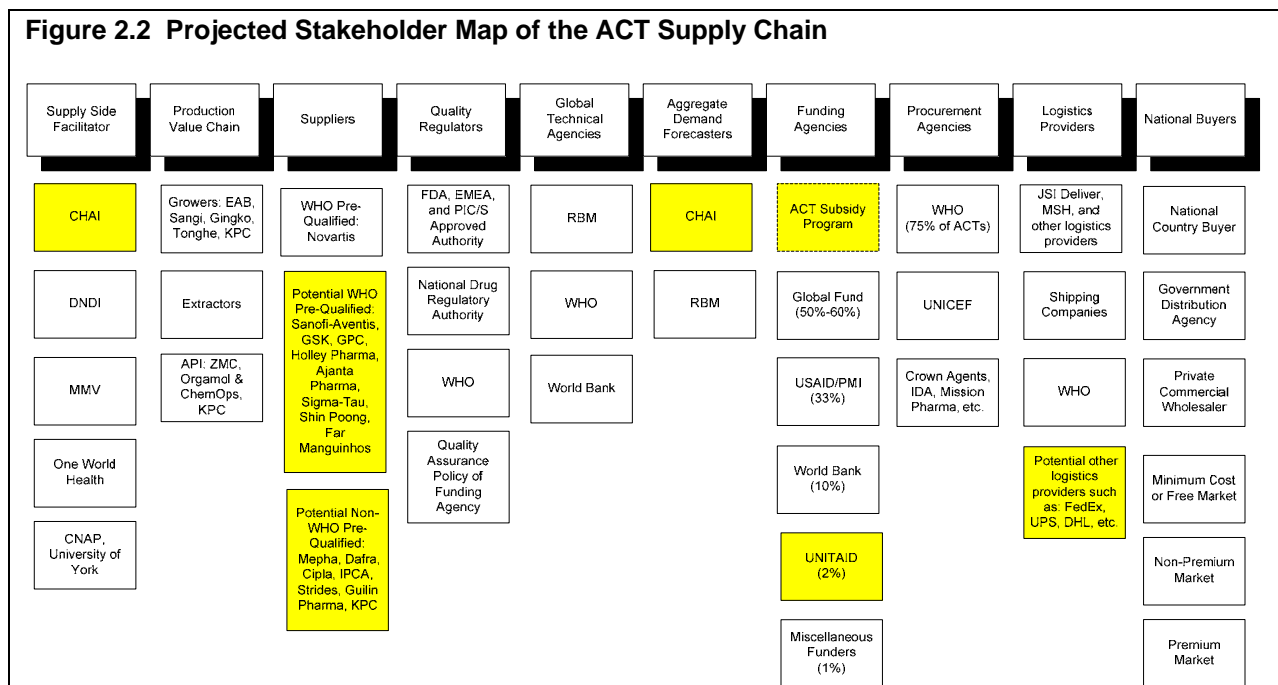 Figure 2.2  Projected Stakeholder Map of the ACT Supply Chain
Supply Side
Facilitator
CHAI
DNDI
MMV
One World
Health
CNAP,
University of
York
Production
Value Chain
Growers: EAB,
Sangi, Gingko,
Tonghe, KPC
Extractors
API: ZMC,
Orgamol &
ChemOps,
KPC
Suppliers
WHO Pre-
Qualified:
Novartis
Potential WHO
Pre-Qualified:
Sanofi-Aventis,
GSK, GPC,
Holley Pharma,
Ajanta
Pharma,
Sigma-Tau,
Shin Poong,
Far
Manguinhos
Potential Non-
WHO Pre-
Qualified:
Mepha, Dafra,
Cipla, IPCA,
Strides, Guilin
Pharma, KPC
Quality
Regulators
FDA, EMEA,
and PIC/S
Approved
Authority
National Drug
Regulatory
Authority
WHO
Quality
Assurance
Policy of
Funding
Agency
Global
Technical
Agencies
RBM
WHO
World Bank
Aggregate
Demand
Forecasters
CHAI
RBM
Funding
Agencies
ACT Subsidy
Program
Global Fund
(50%-60%)
USAID/PMI
(33%)
World Bank
(10%)
UNITAID
(2%)
Miscellaneous
Funders
(1%)
Procurement
Agencies
WHO
(75% of ACTs)
UNICEF
Crown Agents,
IDA, Mission
Pharma, etc.
Logistics
Providers
JSI Deliver,
MSH, and
other logistics
providers
Shipping
Companies
WHO
Potential other
logistics
providers such
as: FedEx,
UPS, DHL, etc.
National Buyers
National
Country Buyer
Government
Distribution
Agency
Private
Commercial
Wholesaler
Minimum Cost
or Free Market
Non-Premium
Market
Premium
Market